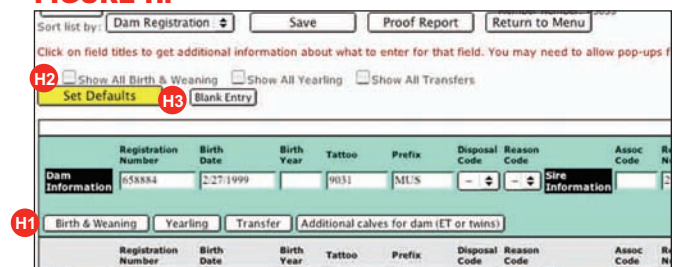 Sort list by: Dam Registration Save Proof Report Return to Menu
Click on field titles to get additional information about what to enter for that field. You may need to allow pop-ups
H2 Show All Birth & Weaning Show All Yearling Show All Transfers
Set Defaults H3 Blank Entry
Registration Number Birth Date Birth Year Tattoo Prefix Disposal Code Reason Code Assoc Code
Dam Information 658884 2/27/1999 9031 MUS - - Sire Information
H1 Birth & Weaning Yearling Transfer Additional calves for dam (ET or twins)
Registration Number Birth Date Birth Year Tattoo Prefix Disposal Code Reason Code Assoc Code